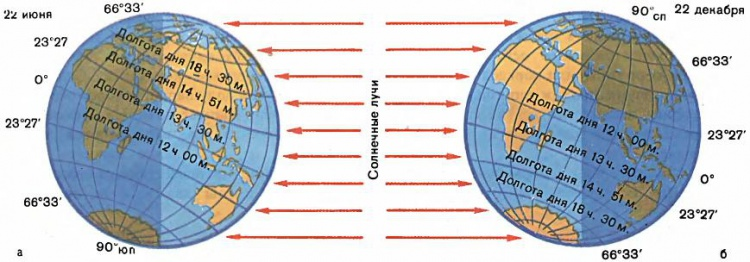 22 июня
66°33'
23°27
0°
23°27'
66°33'
90°юп
а
Долгота дня 18 ч. 30 м.
Долгота дня 14 ч. 51 м.
Долгота дня 13 ч. 30 м.
Долгота дня 12 ч 00 м.
Солнечные лучи
90°сп
22 декабря
66°33'
23°27'
0°
23°27'
66°33'
б
Долгота дня 12 ч. 00 м.
Долгота дня 13 ч. 30 м.
Долгота дня 14 ч. 51 м.
Долгота дня 18 ч. 30 м.